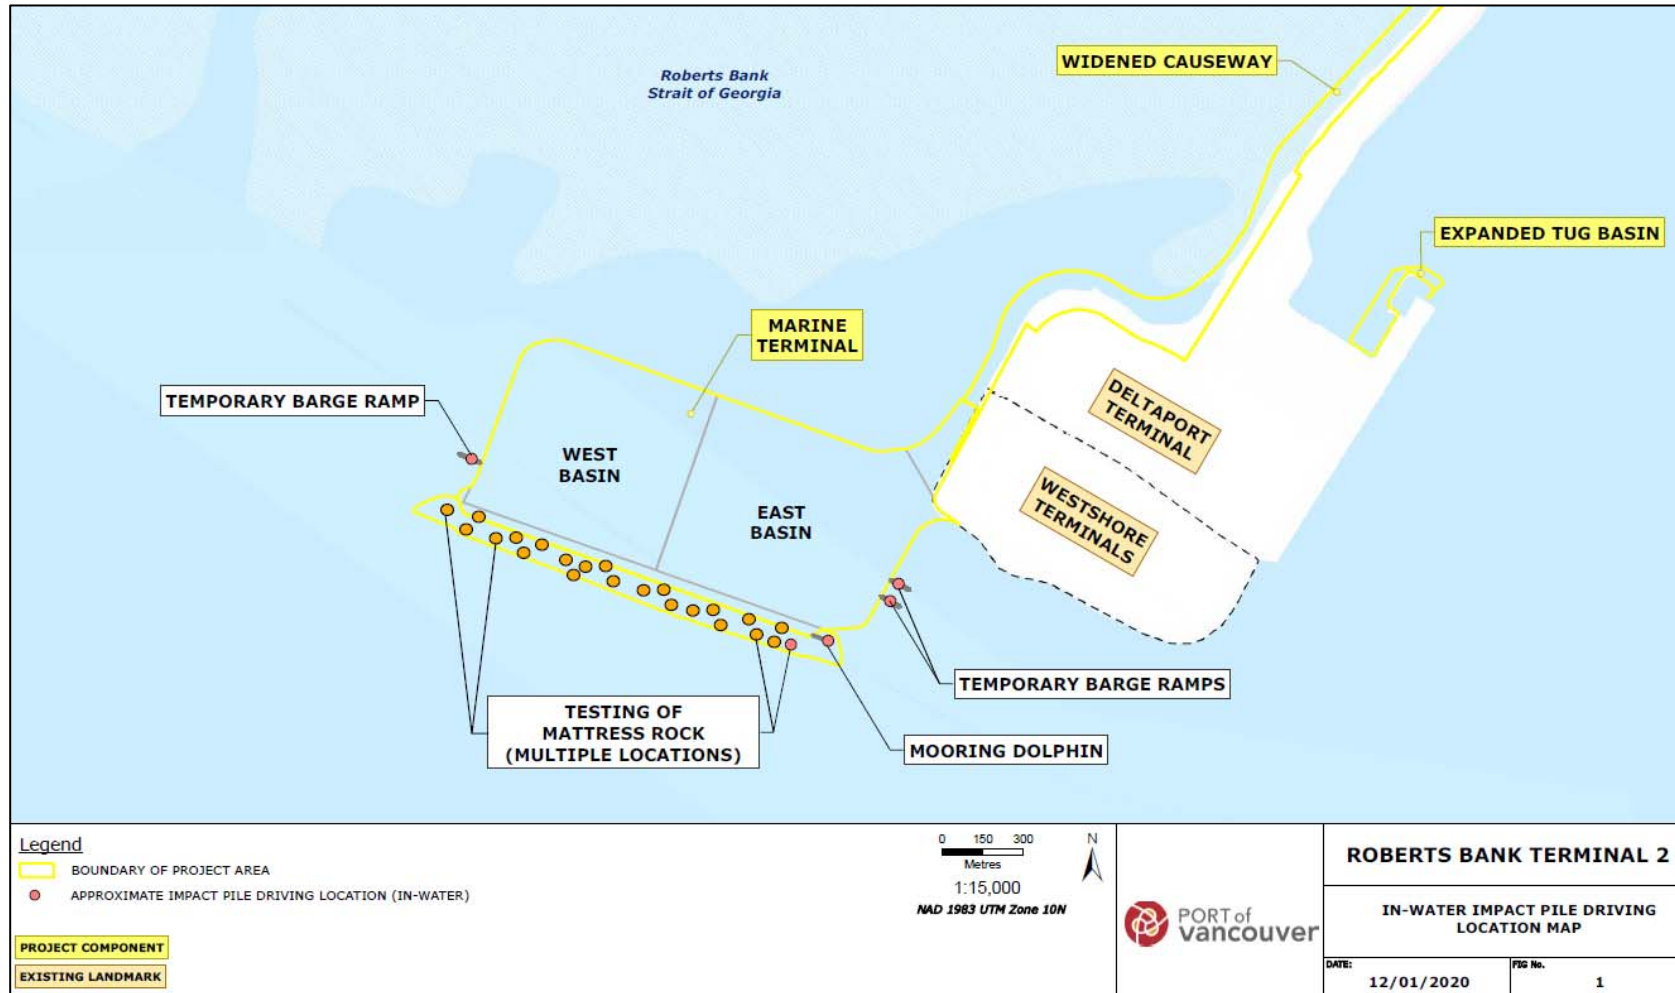 Roberts Bank
Strait of Georgia
WIDENED CAUSEWAY
EXPANDED TUG BASIN
MARINE
TERMINAL
TEMPORARY BARGE RAMP
WEST
BASIN
EAST
BASIN
DELTAPORT
TERMINAL
WESTSHORE
TERMINALS
TEMPORARY BARGE RAMPS
TESTING OF
MATTRESS ROCK
(MULTIPLE LOCATIONS)
MOORING DOLPHIN
Legend
BOUNDARY OF PROJECT AREA
APPROXIMATE IMPACT PILE DRIVING LOCATION (IN-WATER)
PROJECT COMPONENT
EXISTING LANDMARK
0 150 300
Metres
1:15,000
NAD 1983 UTM Zone 10N
N
PORT of
vancouver
ROBERTS BANK TERMINAL 2
IN-WATER IMPACT PILE DRIVING
LOCATION MAP
DATE:
12/01/2020
FIG No.
1